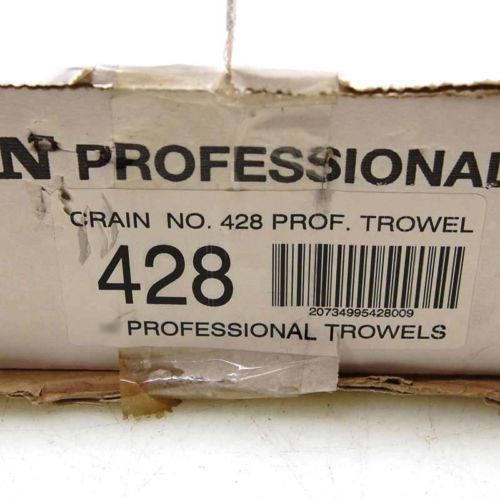 N PROFESSIONAL
CRAIN NO. 428 PROF. TROWEL
428
20734995428009
PROFESSIONAL TROWELS